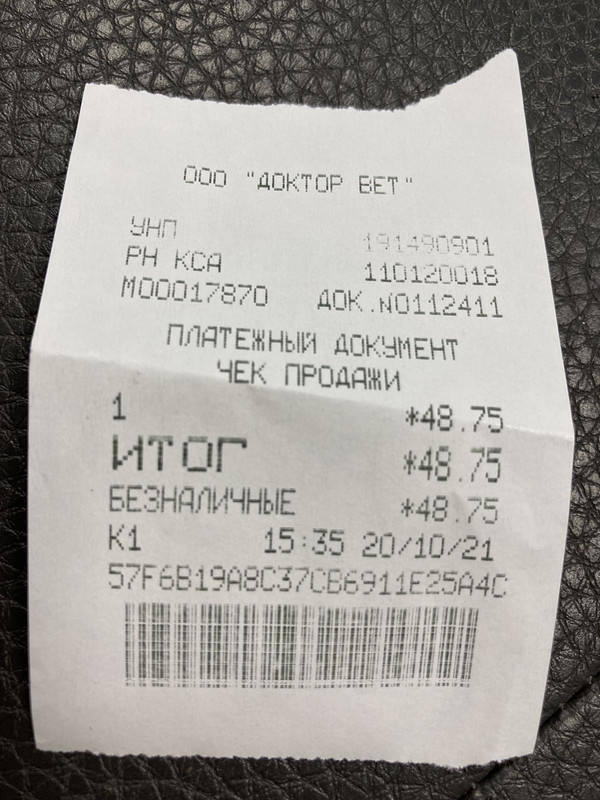 ООО "ДОКТОР ВЕТ"
УНП 191490901
РН КСА 110120018
М00017870 ДОК.N0112411
ПЛАТЕЖНЫЙ ДОКУМЕНТ
ЧЕК ПРОДАЖИ
1 *48.75
ИТОГ *48.75
БЕЗНАЛИЧНЫЕ *48.75
К1 15:35 20/10/21
57F6B19A8C37CB6911E25A4C